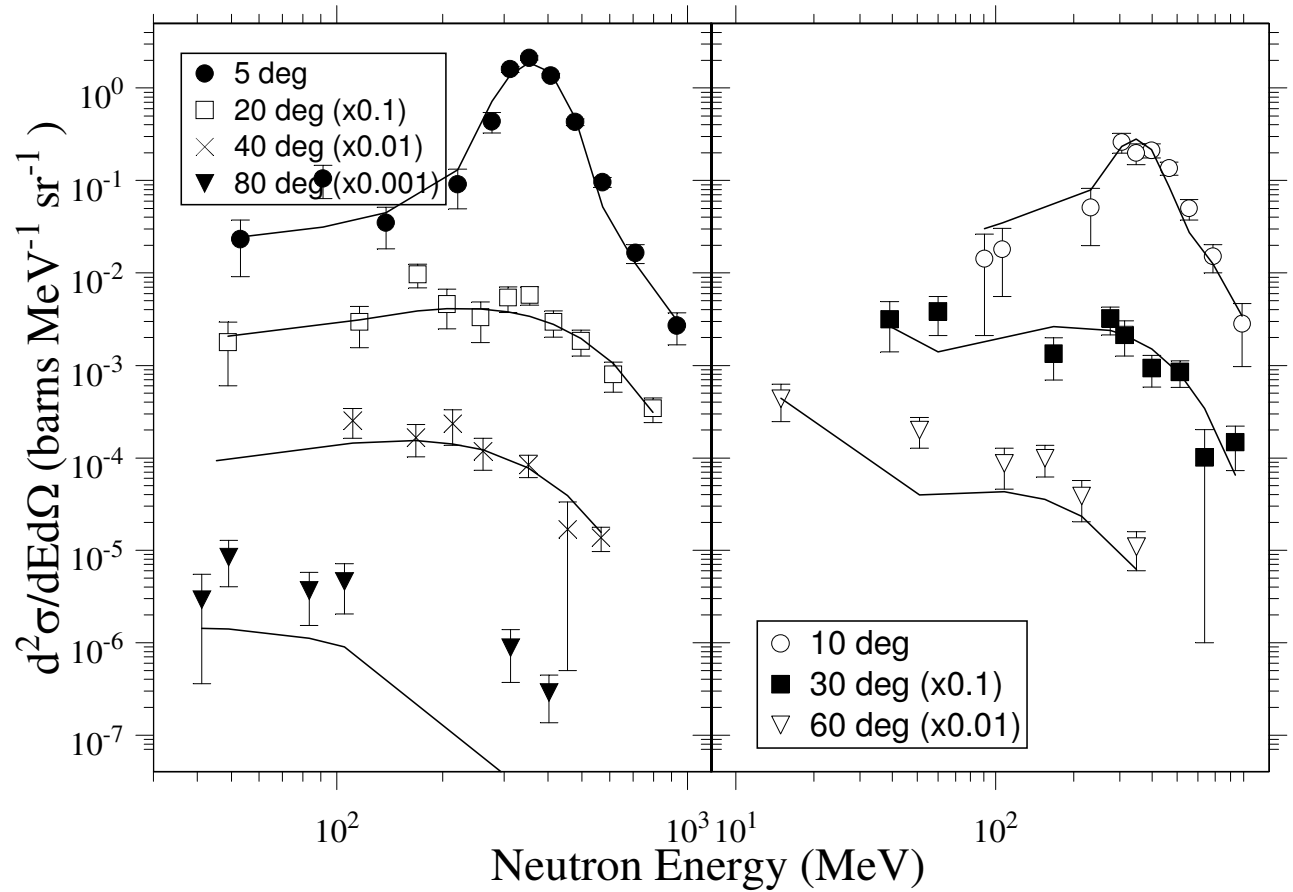 d²σ/dEdΩ (barns MeV⁻¹ sr⁻¹)
10⁰
10⁻¹
10⁻²
10⁻³
10⁻⁴
10⁻⁵
10⁻⁶
10⁻⁷
5 deg
20 deg (x0.1)
40 deg (x0.01)
80 deg (x0.001)
10 deg
30 deg (x0.1)
60 deg (x0.01)
10² 10³ 10¹ 10²
Neutron Energy (MeV)